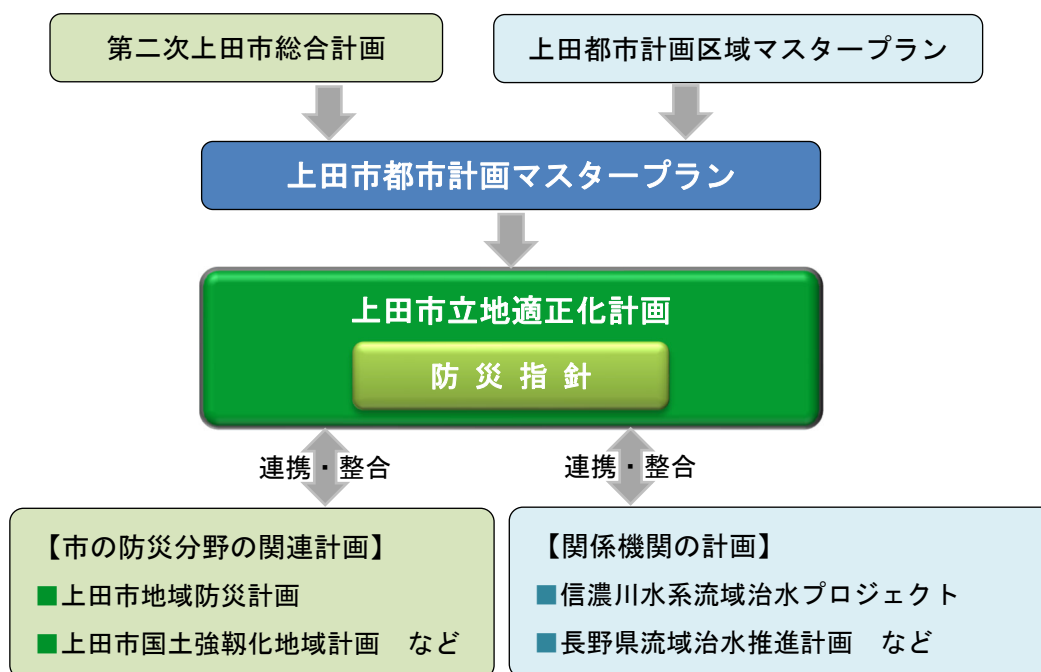 第二次上田市総合計画
上田都市計画区域マスタープラン
上田市都市計画マスタープラン
上田市立地適正化計画
防災指針
連携・整合
連携・整合
【市の防災分野の関連計画】
■上田市地域防災計画
■上田市国土強靱化地域計画　など
【関係機関の計画】
■信濃川水系流域治水プロジェクト
■長野県流域治水推進計画　など